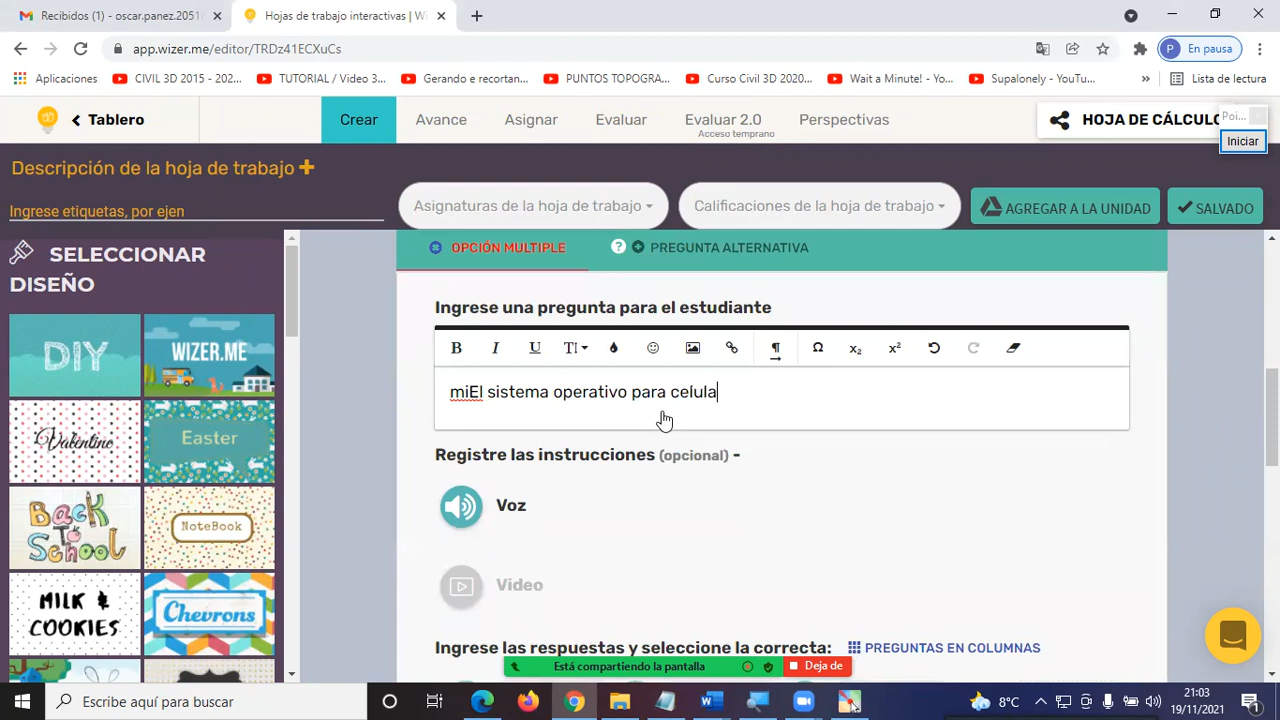 Recibidos (1) - oscar.panez.2051
Hojas de trabajo interactivas | Wi
En pausa
app.wizer.me/editor/TRDz41ECXuCs
Aplicaciones
CIVIL 3D 2015 - 202...
TUTORIAL / Video 3...
Gerando e recortan...
PUNTOS TOPOGRA...
Curso Civil 3D 2020...
Wait a Minute! - Yo...
Supalonely - YouTu...
»
Lista de lectura
Tablero
Crear
Avance
Asignar
Evaluar
Evaluar 2.0
Acceso temprano
Perspectivas
HOJA DE CÁLCULO
Poi...
Iniciar
Descripción de la hoja de trabajo +
Ingrese etiquetas, por ejen
Asignaturas de la hoja de trabajo
Calificaciones de la hoja de trabajo
AGREGAR A LA UNIDAD
SALVADO
SELECCIONAR
DISEÑO
DIY
WIZER.ME
Valentine
Easter
Back
To
School
NoteBook
MILK &
COOKIES
Chevrons
OPCIÓN MULTIPLE
PREGUNTA ALTERNATIVA
Ingrese una pregunta para el estudiante
B I U TI Ω x₂ x²
miEl sistema operativo para celula
Registre las instrucciones (opcional) -
Voz
Video
Ingrese las respuestas y seleccione la correcta:
PREGUNTAS EN COLUMNAS
Está compartiendo la pantalla
Deja de
Escribe aquí para buscar
8°C
21:03
19/11/2021
1